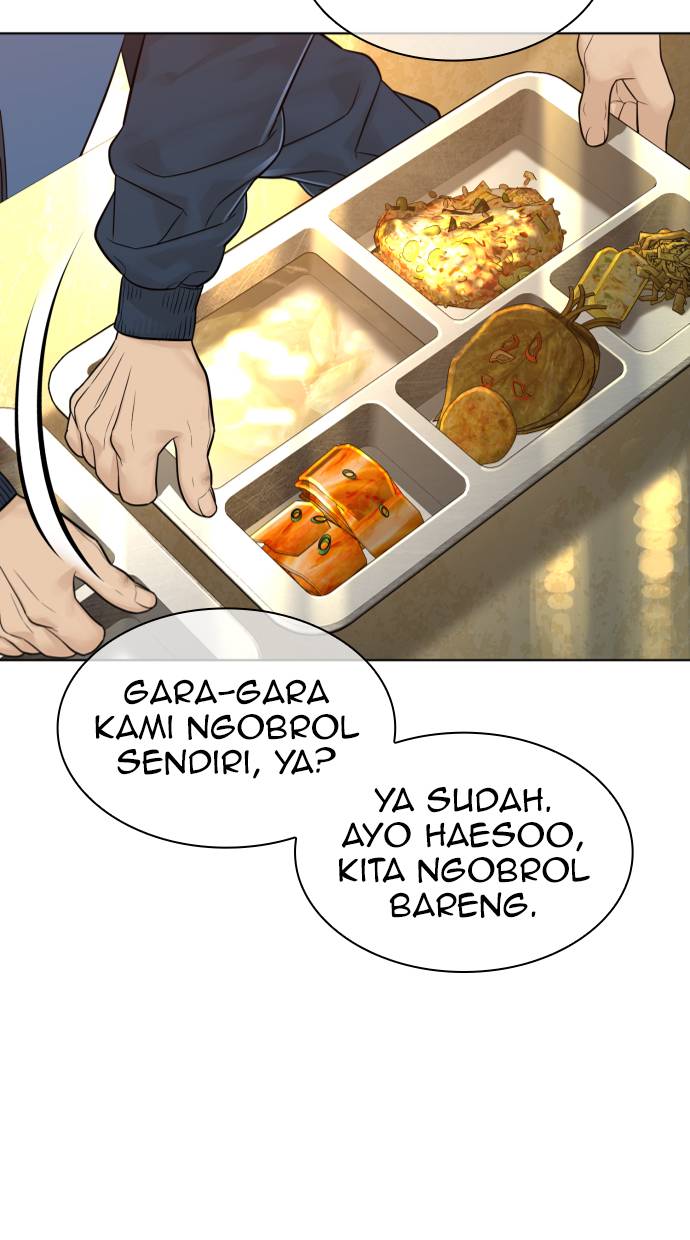 GARA-GARA
KAMI NGOBROL
SENDIRI, YA?
YA SUDAH.
AYO HAESOO,
KITA NGOBROL
BARENG.